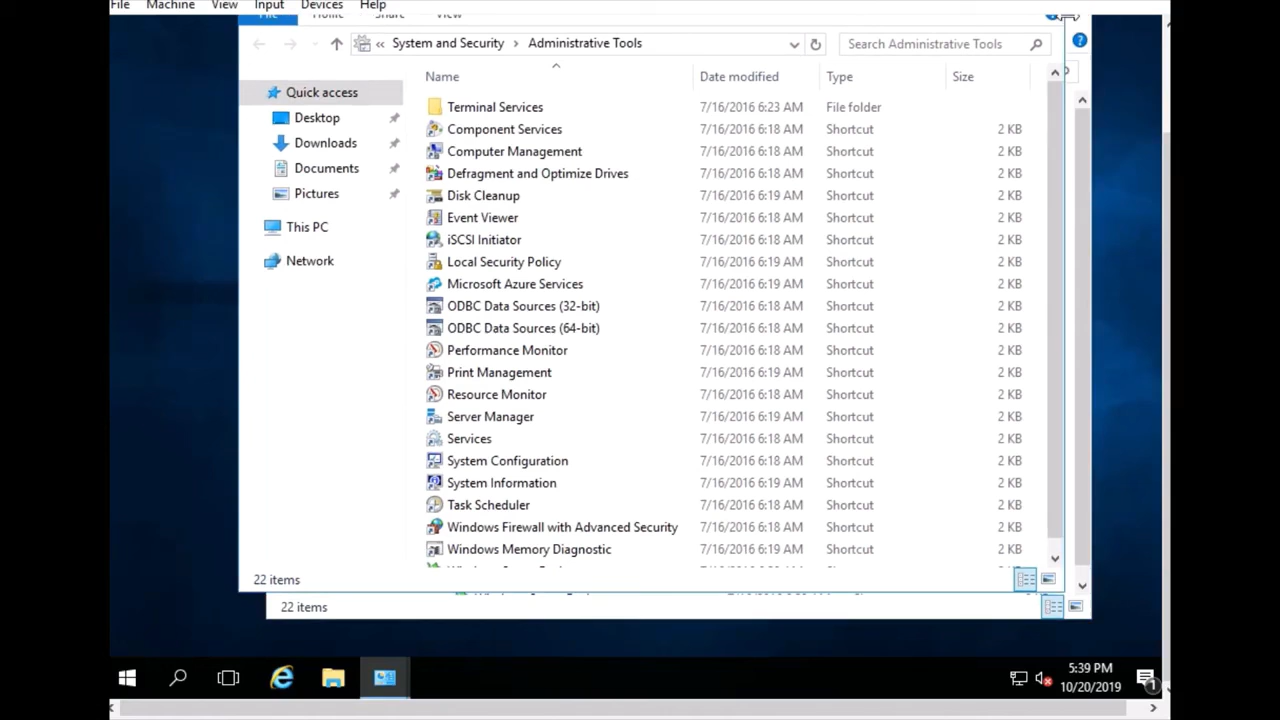 File Machine View Input Devices Help
File Home Share View
« System and Security > Administrative Tools
Search Administrative Tools
Name Date modified Type Size
Quick access
Desktop
Downloads
Documents
Pictures
This PC
Network
Terminal Services 7/16/2016 6:23 AM File folder
Component Services 7/16/2016 6:18 AM Shortcut 2 KB
Computer Management 7/16/2016 6:18 AM Shortcut 2 KB
Defragment and Optimize Drives 7/16/2016 6:18 AM Shortcut 2 KB
Disk Cleanup 7/16/2016 6:19 AM Shortcut 2 KB
Event Viewer 7/16/2016 6:18 AM Shortcut 2 KB
iSCSI Initiator 7/16/2016 6:18 AM Shortcut 2 KB
Local Security Policy 7/16/2016 6:19 AM Shortcut 2 KB
Microsoft Azure Services 7/16/2016 6:19 AM Shortcut 2 KB
ODBC Data Sources (32-bit) 7/16/2016 6:18 AM Shortcut 2 KB
ODBC Data Sources (64-bit) 7/16/2016 6:18 AM Shortcut 2 KB
Performance Monitor 7/16/2016 6:18 AM Shortcut 2 KB
Print Management 7/16/2016 6:19 AM Shortcut 2 KB
Resource Monitor 7/16/2016 6:18 AM Shortcut 2 KB
Server Manager 7/16/2016 6:19 AM Shortcut 2 KB
Services 7/16/2016 6:18 AM Shortcut 2 KB
System Configuration 7/16/2016 6:18 AM Shortcut 2 KB
System Information 7/16/2016 6:19 AM Shortcut 2 KB
Task Scheduler 7/16/2016 6:18 AM Shortcut 2 KB
Windows Firewall with Advanced Security 7/16/2016 6:18 AM Shortcut 2 KB
Windows Memory Diagnostic 7/16/2016 6:19 AM Shortcut 2 KB
22 items
22 items
5:39 PM
10/20/2019
1